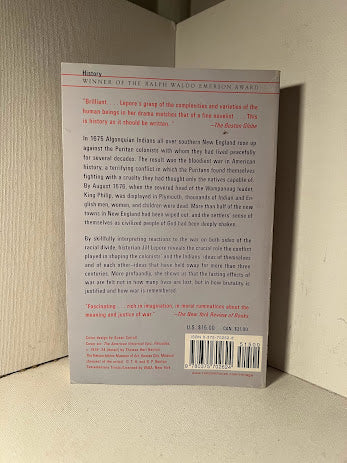 History
WINNER OF THE RALPH WALDO EMERSON AWARD
"Brilliant. . . . Lepore's grasp of the complexities and varieties of the
human beings in her drama matches that of a fine novelist. . . . This
is history as it should be written."
—The Boston Globe
In 1675 Algonquian Indians all over southern New England rose up
against the Puritan colonists with whom they had lived peacefully
for several decades. The result was the bloodiest war in American
history, a terrifying conflict in which the Puritans found themselves
fighting with a cruelty they had thought only the natives capable of.
By August 1676, when the severed head of the Wampanoag leader,
King Philip, was displayed in Plymouth, thousands of Indian and En-
glish men, women, and children were dead. More than half of the new
towns in New England had been wiped out, and the settlers' sense of
themselves as civilized people of God had been deeply shaken.
By skillfully interpreting reactions to the war on both sides of the
racial divide, historian Jill Lepore reveals the crucial role the conflict
played in shaping the colonists' and the Indians' ideas of themselves
and of each other—ideas that have held sway for more than three
centuries. More profoundly, she shows us that the lasting effects of
war are felt not in how many lives are lost, but in how brutality is
justified and how war is remembered.
"Fascinating . . . rich in imagination, in moral ruminations about the
meaning and justice of war."
—The New York Review of Books
U.S. $15.00 CAN. $21.00
Cover design by Susan Carroll
51500